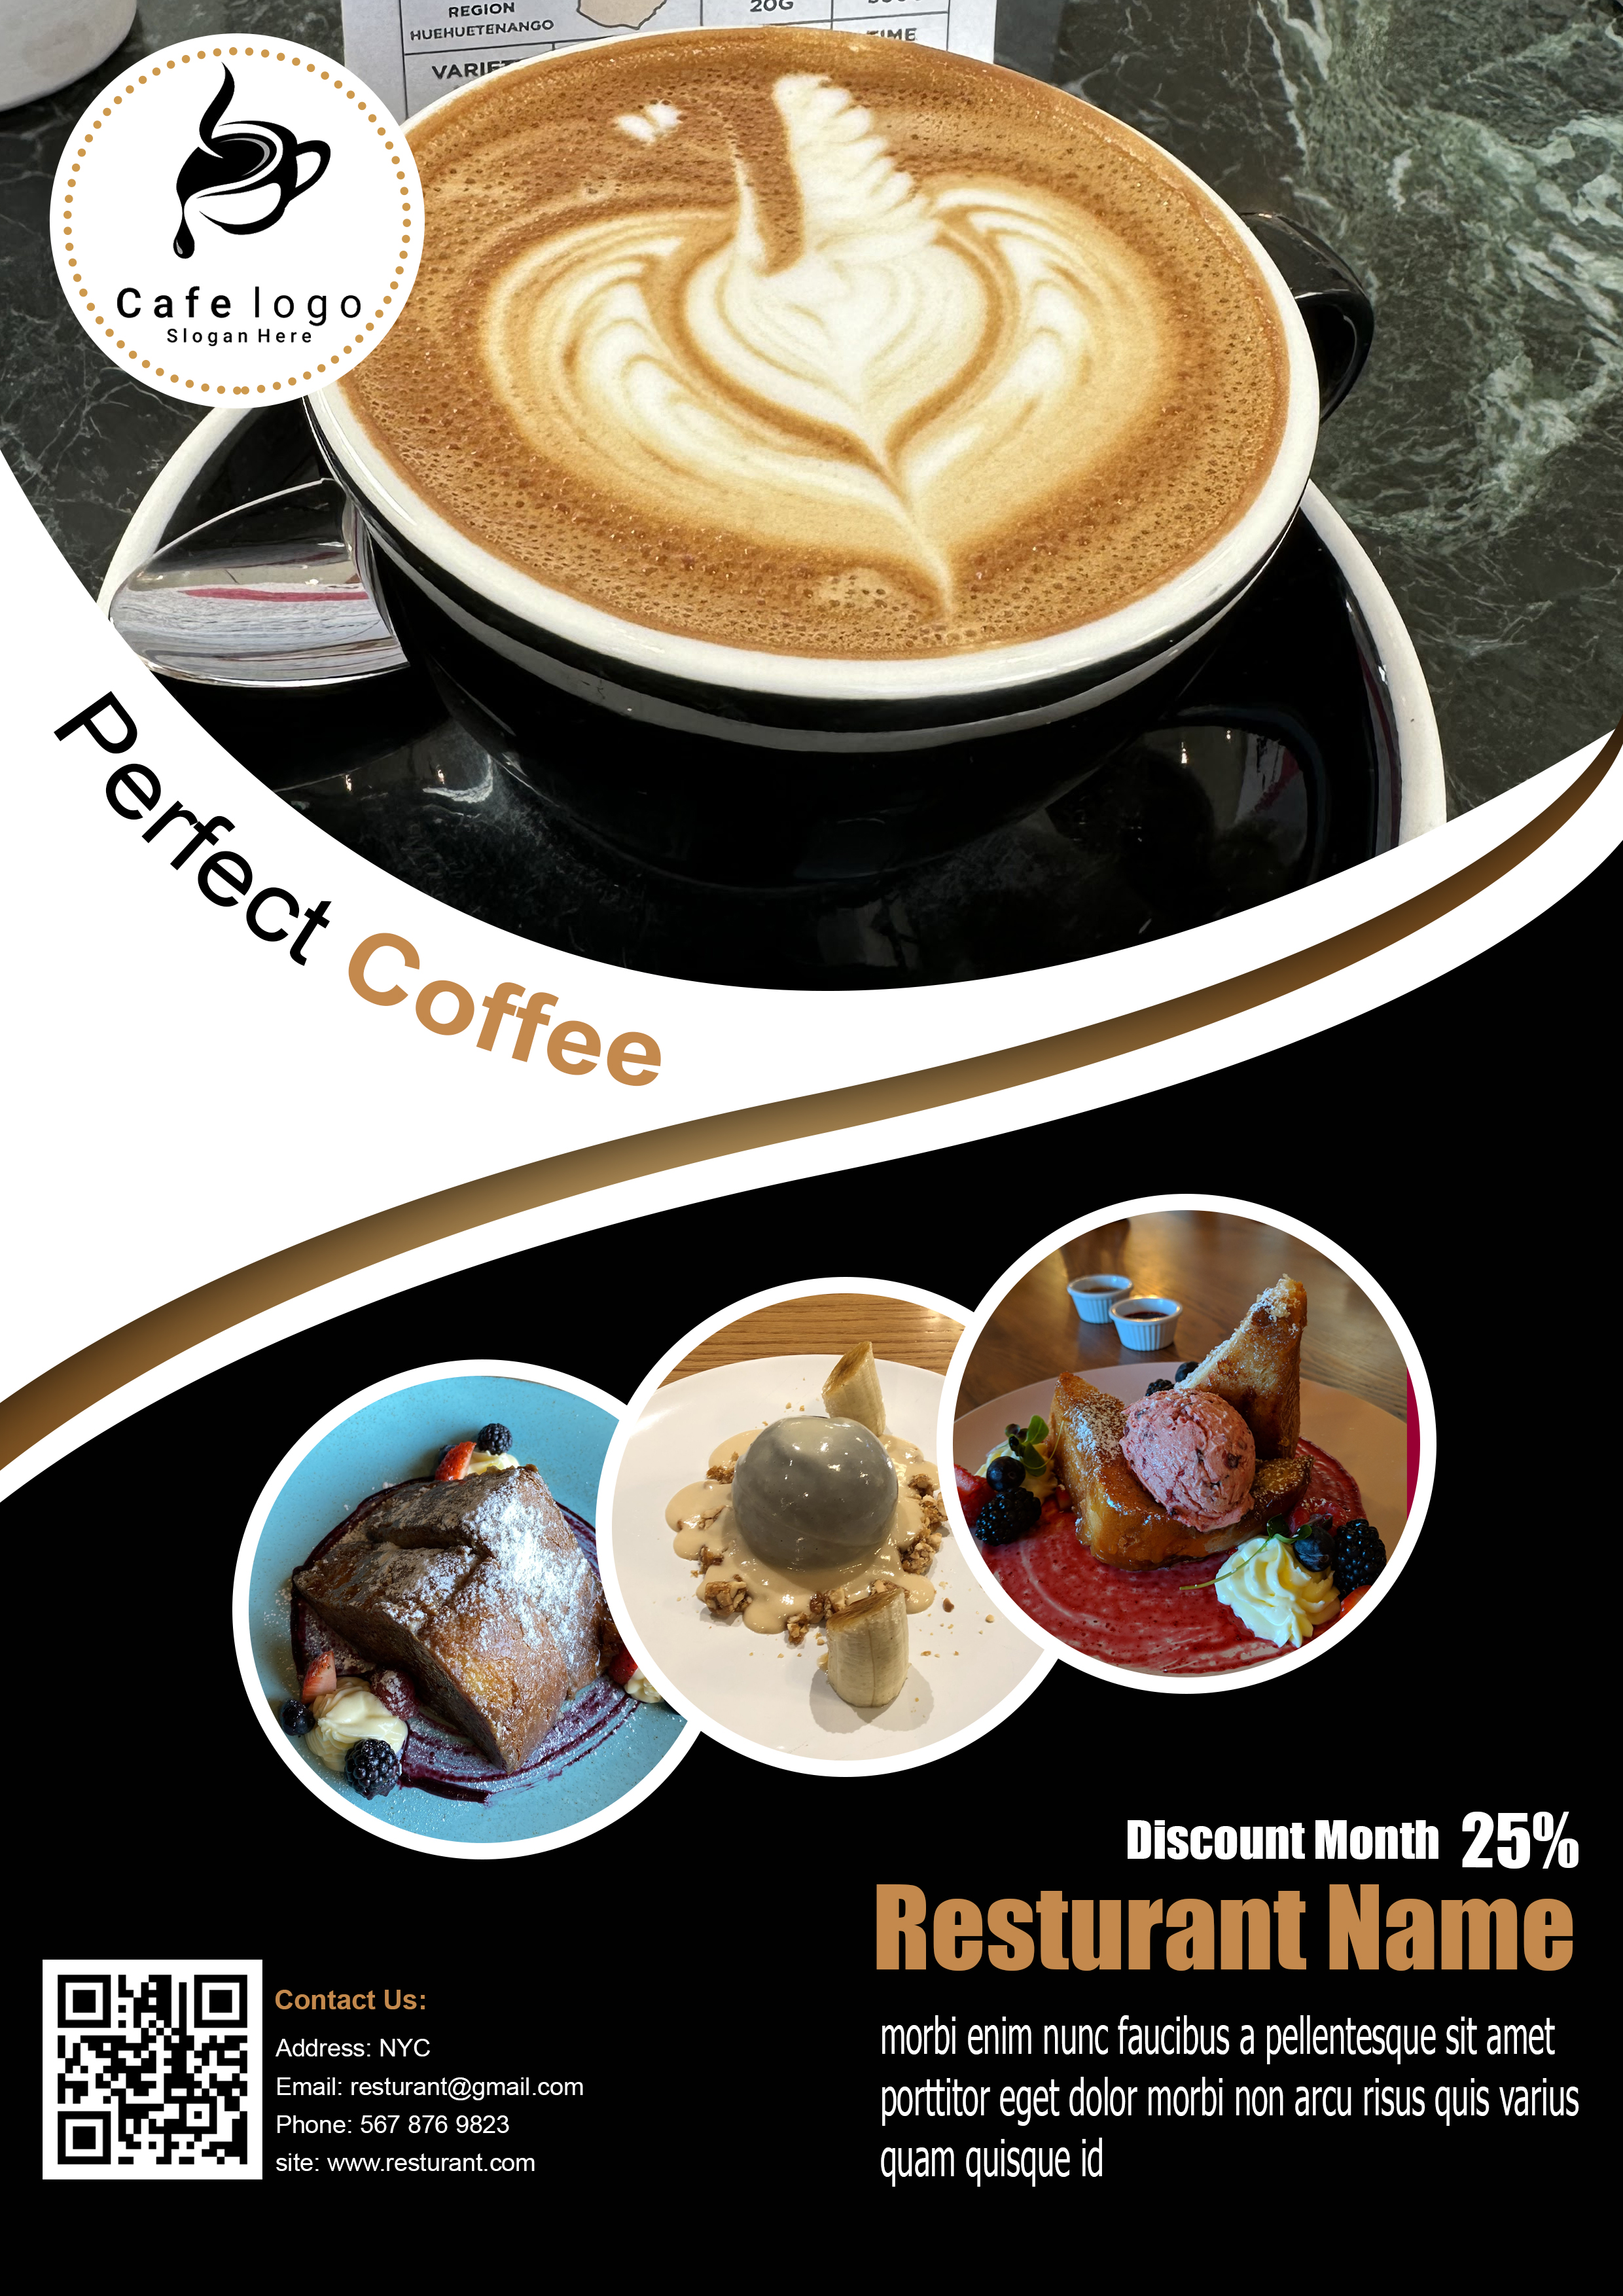 REGION
HUEHUETENANGO
20G
TIME
Cafe logo
Slogan Here
Perfect Coffee
Discount Month 25%
Resturant Name
morbi enim nunc faucibus a pellentesque sit amet
porttitor eget dolor morbi non arcu risus quis varius
quam quisque id
Contact Us:
Address: NYC
Email: resturant@gmail.com
Phone: 567 876 9823
site: www.resturant.com